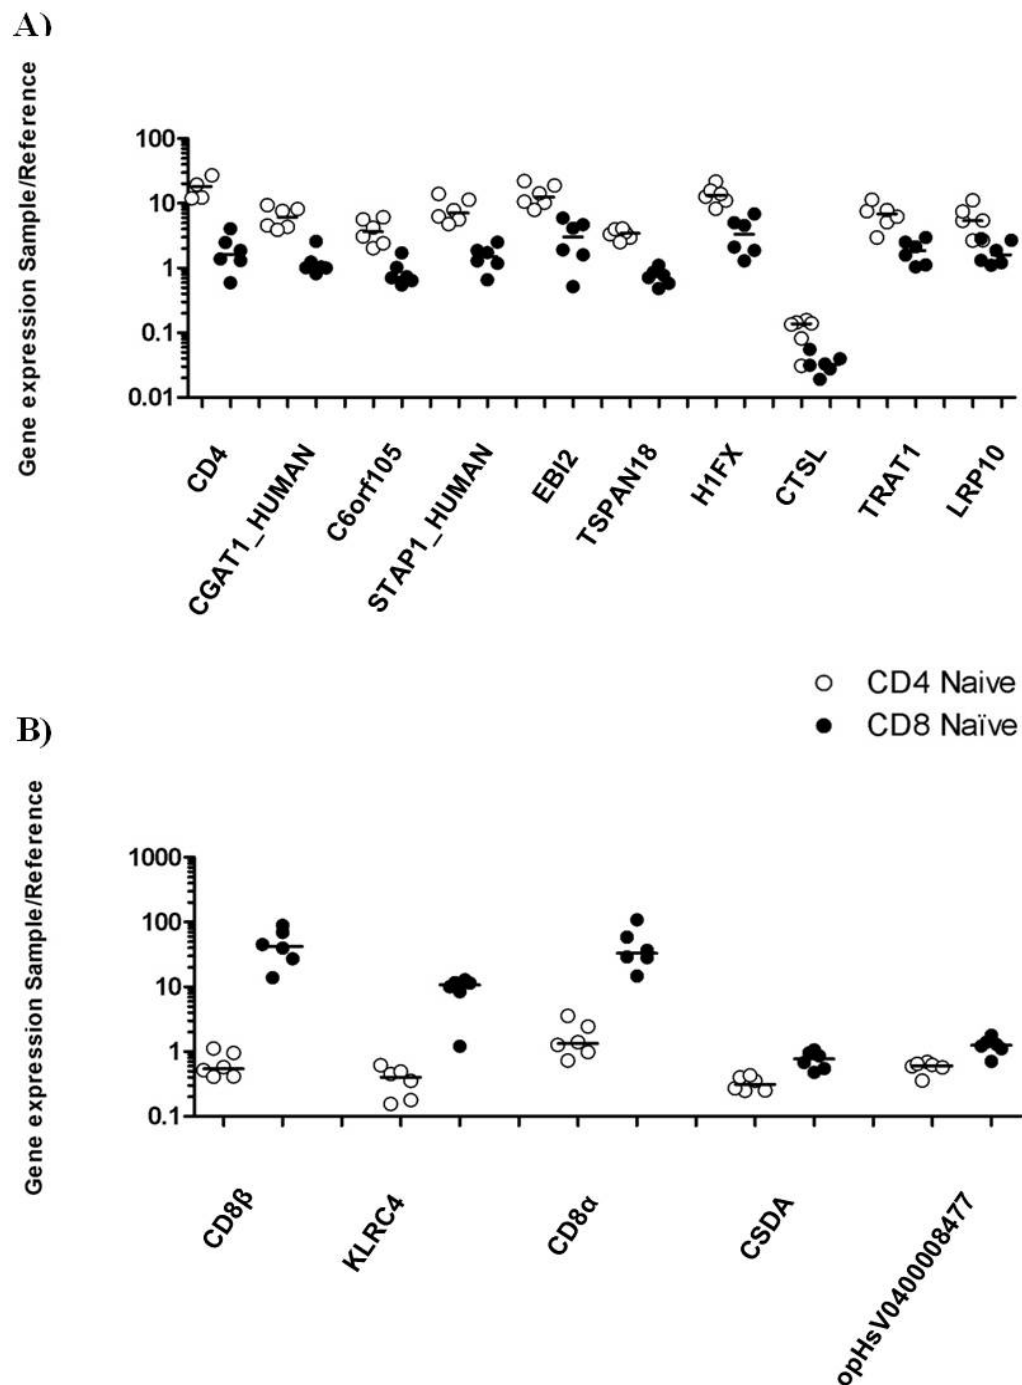 A)
Gene expression Sample/Reference
100
10
1
0.1
0.01
CD4
CGAT1_HUMAN
C6orf105
STAP1_HUMAN
EBI2
TSPAN18
H1FX
CTSL
TRAT1
LRP10
CD4 Naive
CD8 Naïve
B)
Gene expression Sample/Reference
1000
100
10
1
0.1
CD8β
KLRC4
CD8α
CSDA
opHsV0400008477